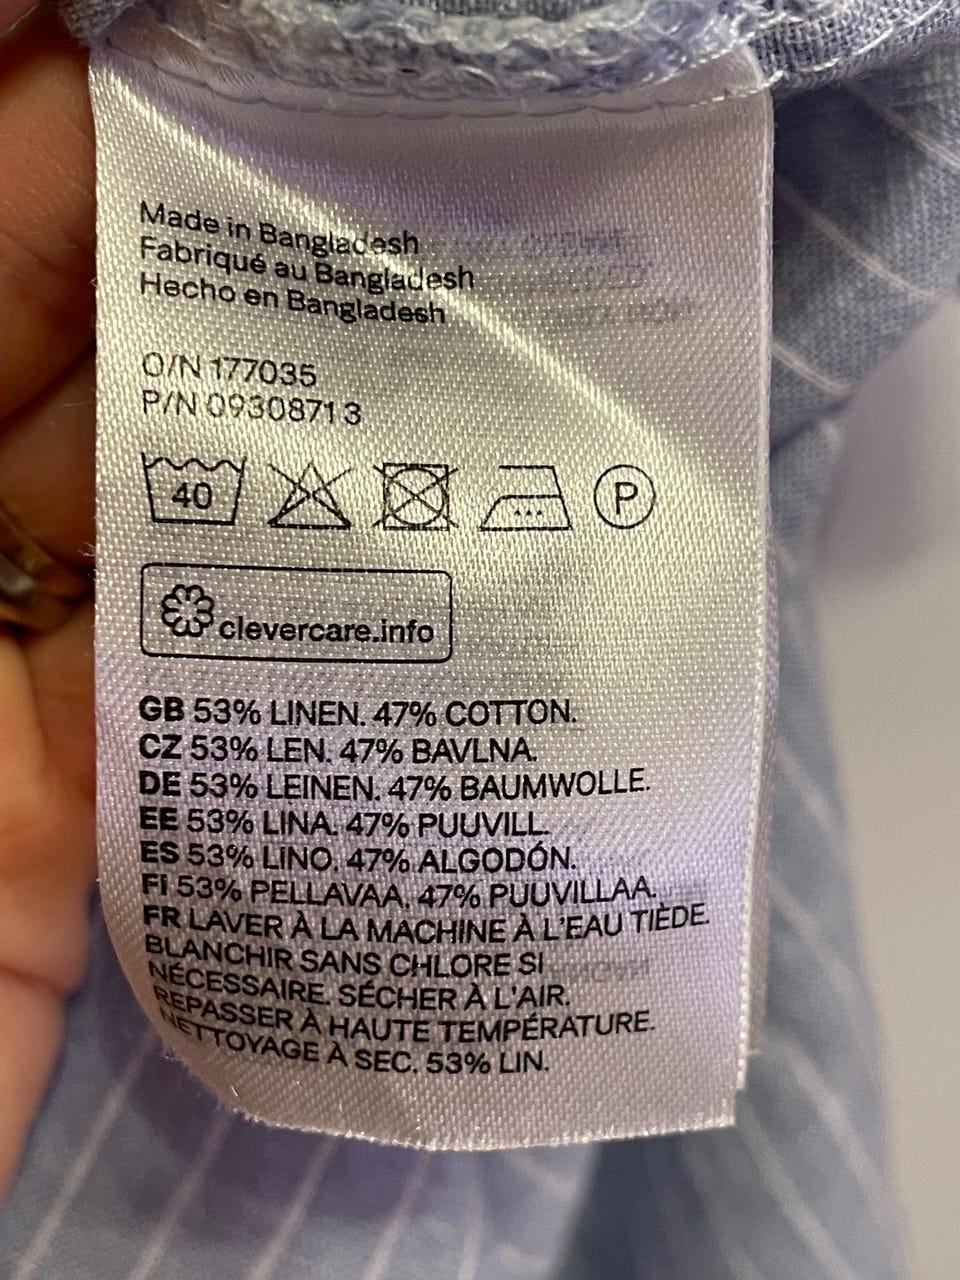 Made in Bangladesh
Fabriqué au Bangladesh
Hecho en Bangladesh
O/N 177035
P/N 09308713
40 P
clevercare.info
GB 53% LINEN. 47% COTTON.
CZ 53% LEN. 47% BAVLNA.
DE 53% LEINEN. 47% BAUMWOLLE.
EE 53% LINA. 47% PUUVILL.
ES 53% LINO. 47% ALGODÓN.
FI 53% PELLAVAA. 47% PUUVILLAA.
FR LAVER À LA MACHINE À L'EAU TIÈDE.
BLANCHIR SANS CHLORE SI
NÉCESSAIRE. SÉCHER À L'AIR.
REPASSER À HAUTE TEMPÉRATURE.
NETTOYAGE À SEC. 53% LIN.